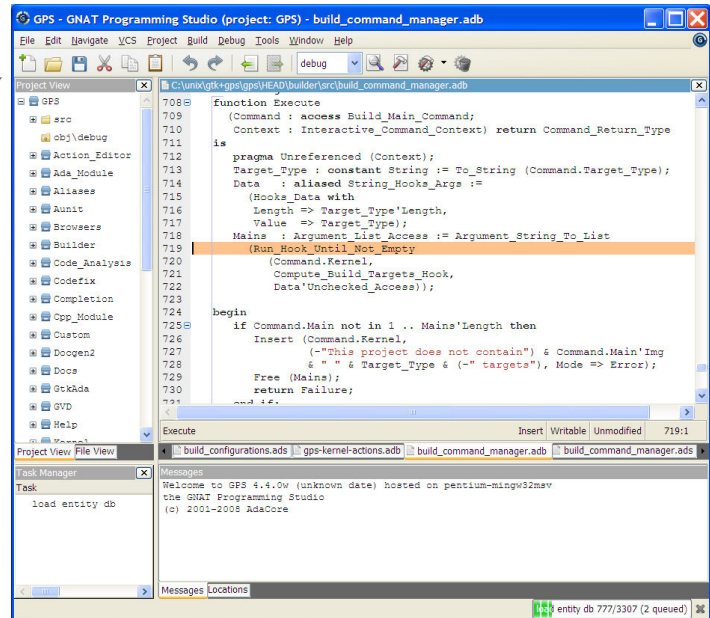 GPS - GNAT Programming Studio (project: GPS) - build_command_manager.adb
File Edit Navigate VCS Project Build Debug Tools Window Help
debug
Project View
GPS
src
obj\debug
Action_Editor
Ada_Module
Aliases
Aunit
Browsers
Builder
Code_Analysis
Codefix
Completion
Cpp_Module
Custom
Docgen2
Docs
GtkAda
GVD
Help
Kernel
Project View File View
C:\unix\gtk+gps\gps\HEAD\builder\src\build_command_manager.adb
708 function Execute
709 (Command : access Build_Main_Command;
710 Context : Interactive_Command_Context) return Command_Return_Type
711 is
712 pragma Unreferenced (Context);
713 Target_Type : constant String := To_String (Command.Target_Type);
714 Data : aliased String_Hooks_Args :=
715 (Hooks_Data with
716 Length => Target_Type'Length,
717 Value => Target_Type);
718 Mains : Argument_List_Access := Argument_String_To_List
719 (Run_Hook_Until_Not_Empty
720 (Command.Kernel,
721 Compute_Build_Targets_Hook,
722 Data'Unchecked_Access));
723
724 begin
725 if Command.Main not in 1 .. Mains'Length then
726 Insert (Command.Kernel,
727 (-"This project does not contain") & Command.Main'Img
728 & " " & Target_Type & (-" targets"), Mode => Error);
729 Free (Mains);
730 return Failure;
731 end if;
Execute Insert Writable Unmodified 719:1
build_configurations.ads gps-kernel-actions.adb build_command_manager.adb build_command_manager.ads
Task Manager
Task
load entity db
Messages
Welcome to GPS 4.4.0w (unknown date) hosted on pentium-mingw32msv
the GNAT Programming Studio
(c) 2001-2008 AdaCore
Messages Locations
load entity db 777/3307 (2 queued)